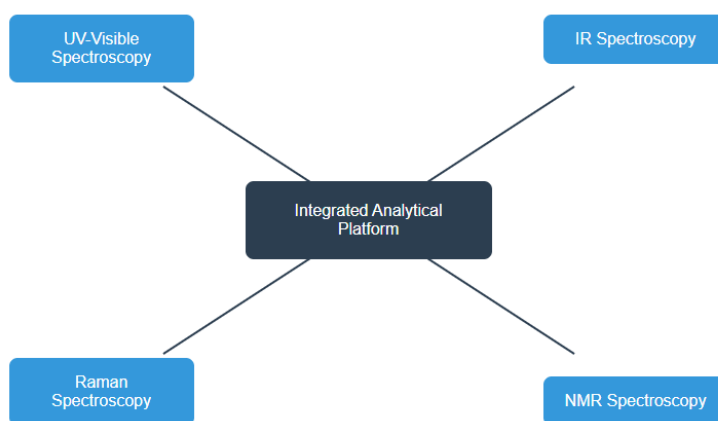 UV-Visible
Spectroscopy
IR Spectroscopy
Integrated Analytical
Platform
Raman
Spectroscopy
NMR Spectroscopy